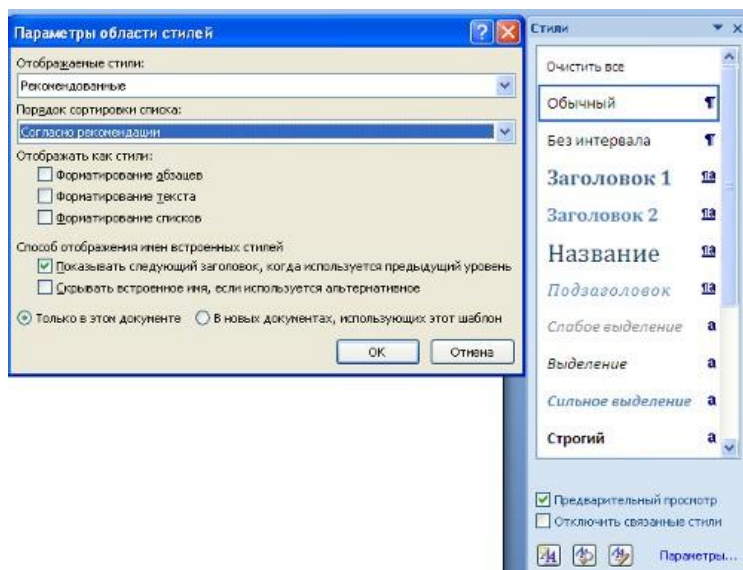 Параметры области стилей
Отображаемые стили:
Рекомендованные
Порядок сортировки списка:
Согласно рекомендации
Отображать как стили:
Форматирование абзацев
Форматирование текста
Форматирование списков
Способ отображения имен встроенных стилей
Показывать следующий заголовок, когда используется предыдущий уровень
Скрывать встроенное имя, если используется альтернативное
Только в этом документе
В новых документах, использующих этот шаблон
ОК
Отмена
Стили
Очистить все
Обычный ¶
Без интервала ¶
Заголовок 1 ¶a
Заголовок 2 ¶a
Название ¶a
Подзаголовок ¶a
Слабое выделение a
Выделение a
Сильное выделение a
Строгий a
Предварительный просмотр
Отключить связанные стили
Параметры...